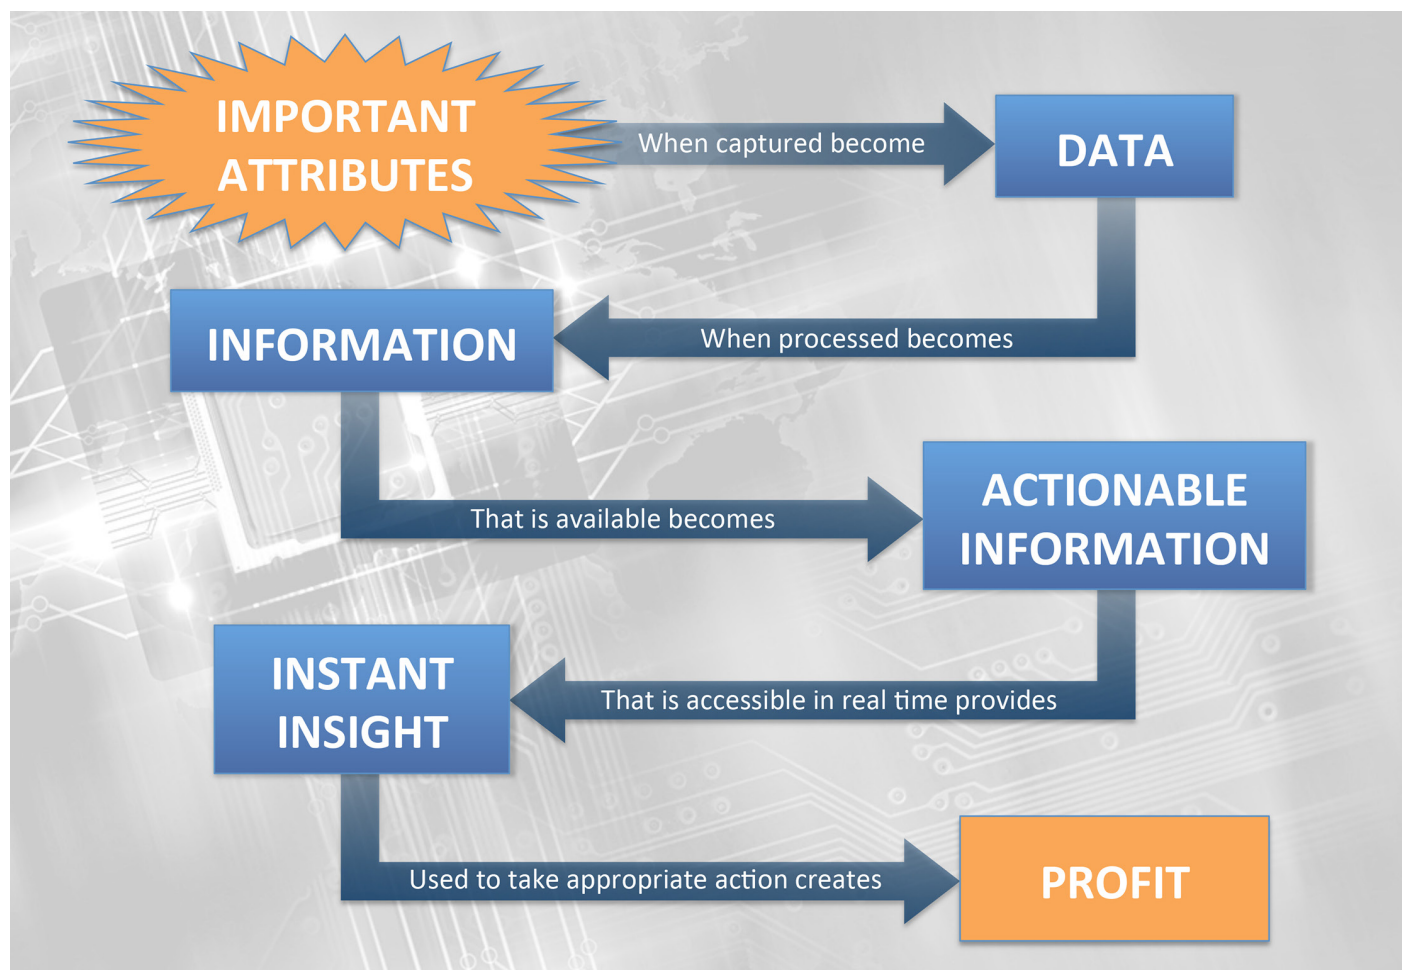 IMPORTANT
ATTRIBUTES
When captured become
DATA
When processed becomes
INFORMATION
That is available becomes
ACTIONABLE
INFORMATION
That is accessible in real time provides
INSTANT
INSIGHT
Used to take appropriate action creates
PROFIT